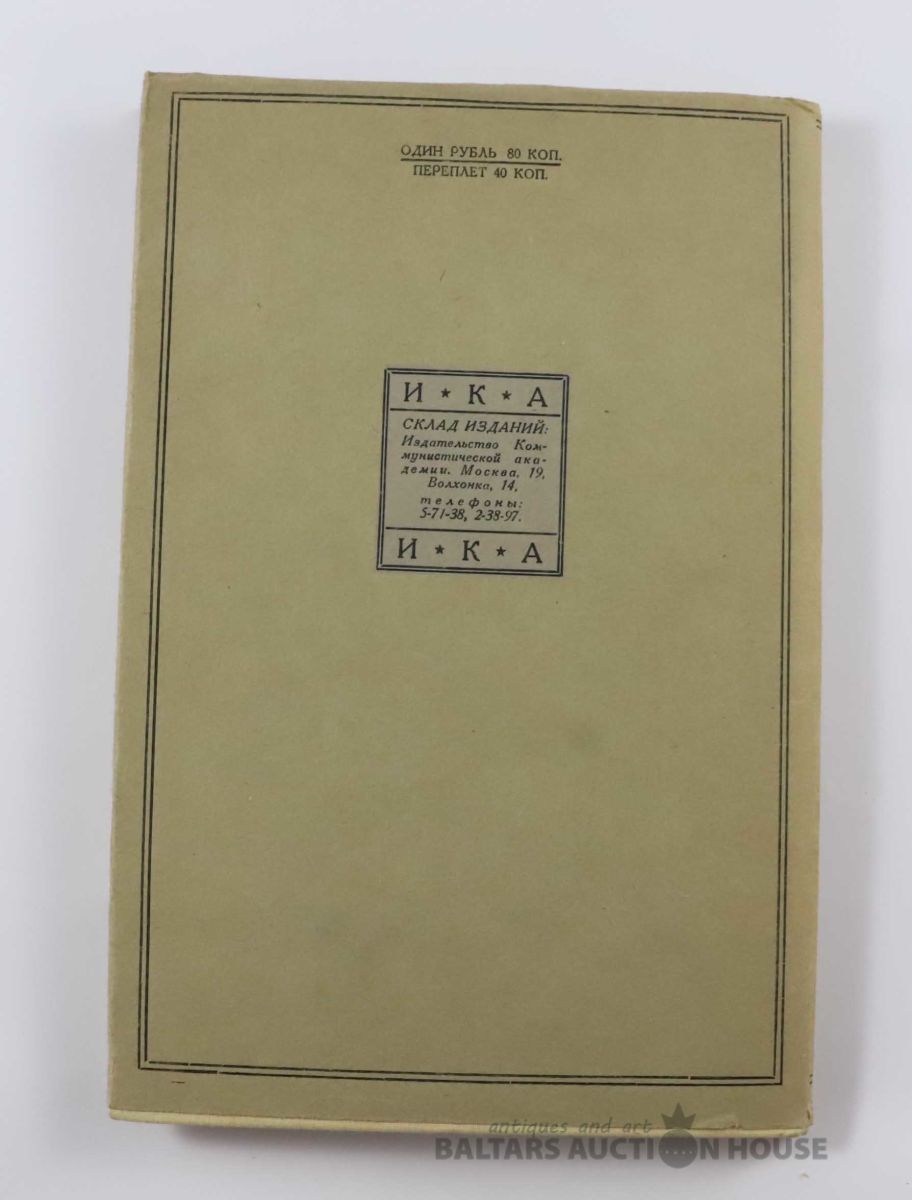 ОДИН РУБЛЬ 80 КОП.
ПЕРЕПЛЕТ 40 КОП.
И ★ К ★ А
СКЛАД ИЗДАНИЙ:
Издательство Ком-
мунистической ака-
демии. Москва, 19,
Волхонка, 14.
телефоны:
5-71-38, 2-38-97.
И ★ К ★ А
antiques and art
BALTARS AUCTION HOUSE